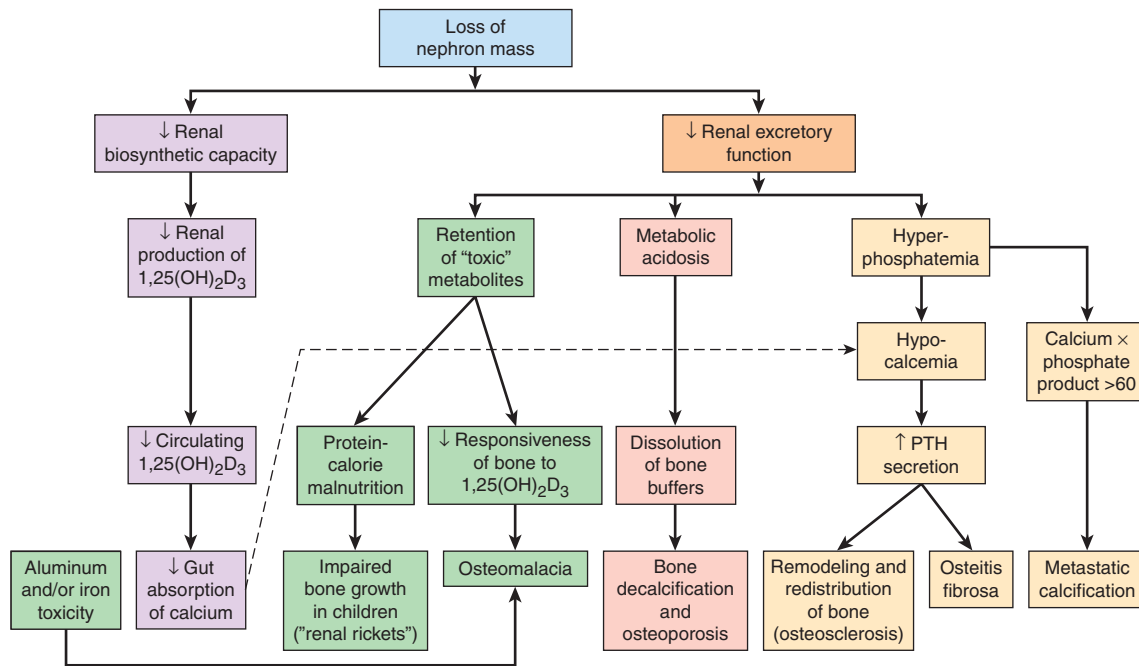 Loss of
nephron mass
↓ Renal
biosynthetic capacity
↓ Renal excretory
function
↓ Renal
production of
1,25(OH)₂D₃
Retention
of “toxic”
metabolites
Metabolic
acidosis
Hyper-
phosphatemia
Hypo-
calcemia
Calcium ×
phosphate
product >60
↓ Circulating
1,25(OH)₂D₃
Protein-
calorie
malnutrition
↓ Responsiveness
of bone to
1,25(OH)₂D₃
Dissolution
of bone
buffers
↑ PTH
secretion
Aluminum
and/or iron
toxicity
↓ Gut
absorption
of calcium
Impaired
bone growth
in children
("renal rickets”)
Osteomalacia
Bone
decalcification
and
osteoporosis
Remodeling and
redistribution
of bone
(osteosclerosis)
Osteitis
fibrosa
Metastatic
calcification